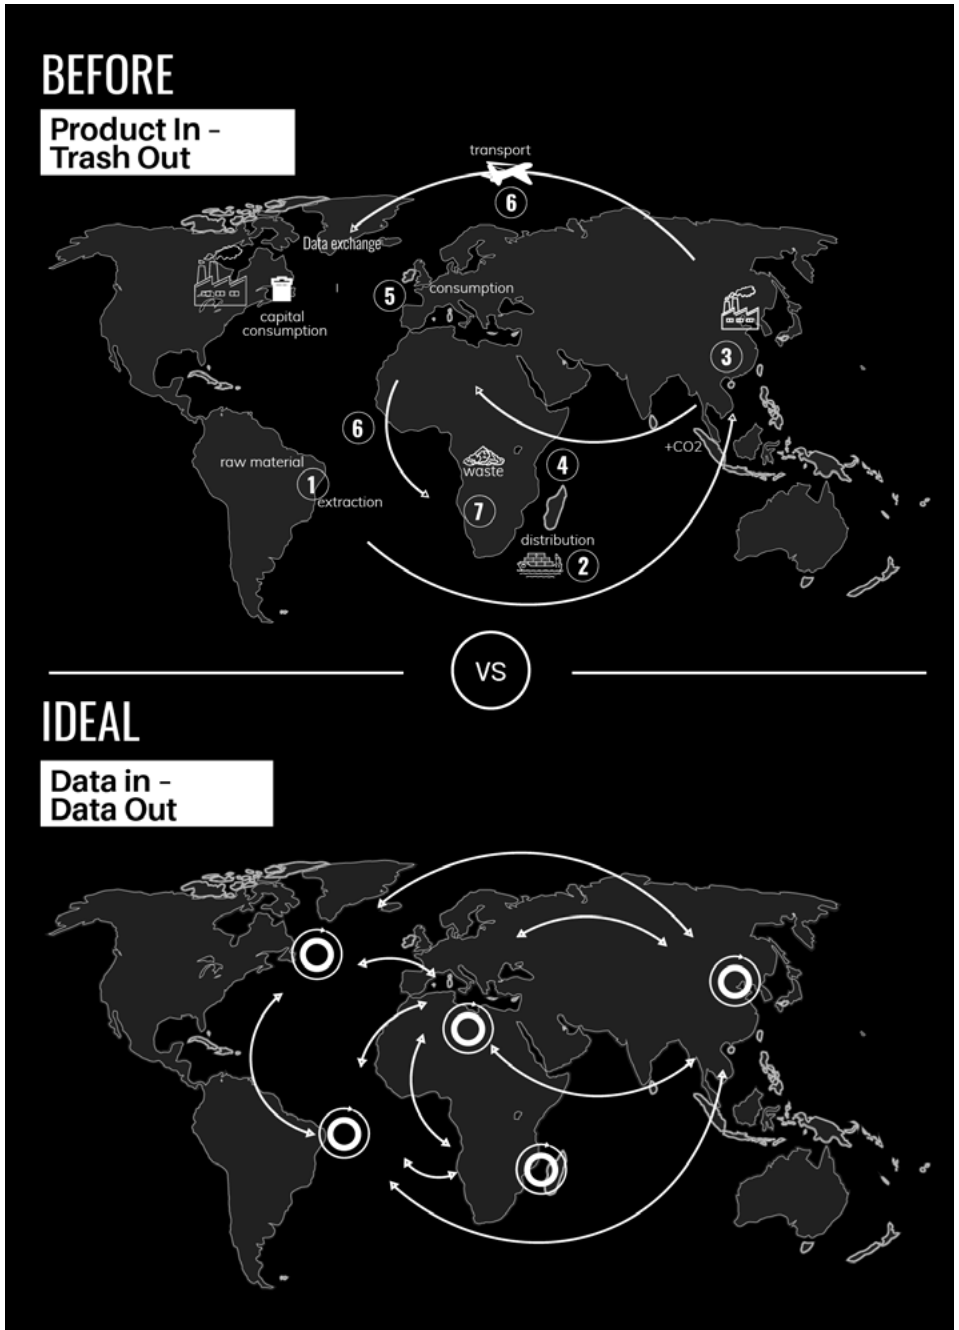 BEFORE
Product In -
Trash Out
transport
6
Data exchange
5
consumption
capital
consumption
3
6
+CO2
raw material
waste
4
1
extraction
7
distribution
2
VS
IDEAL
Data in -
Data Out